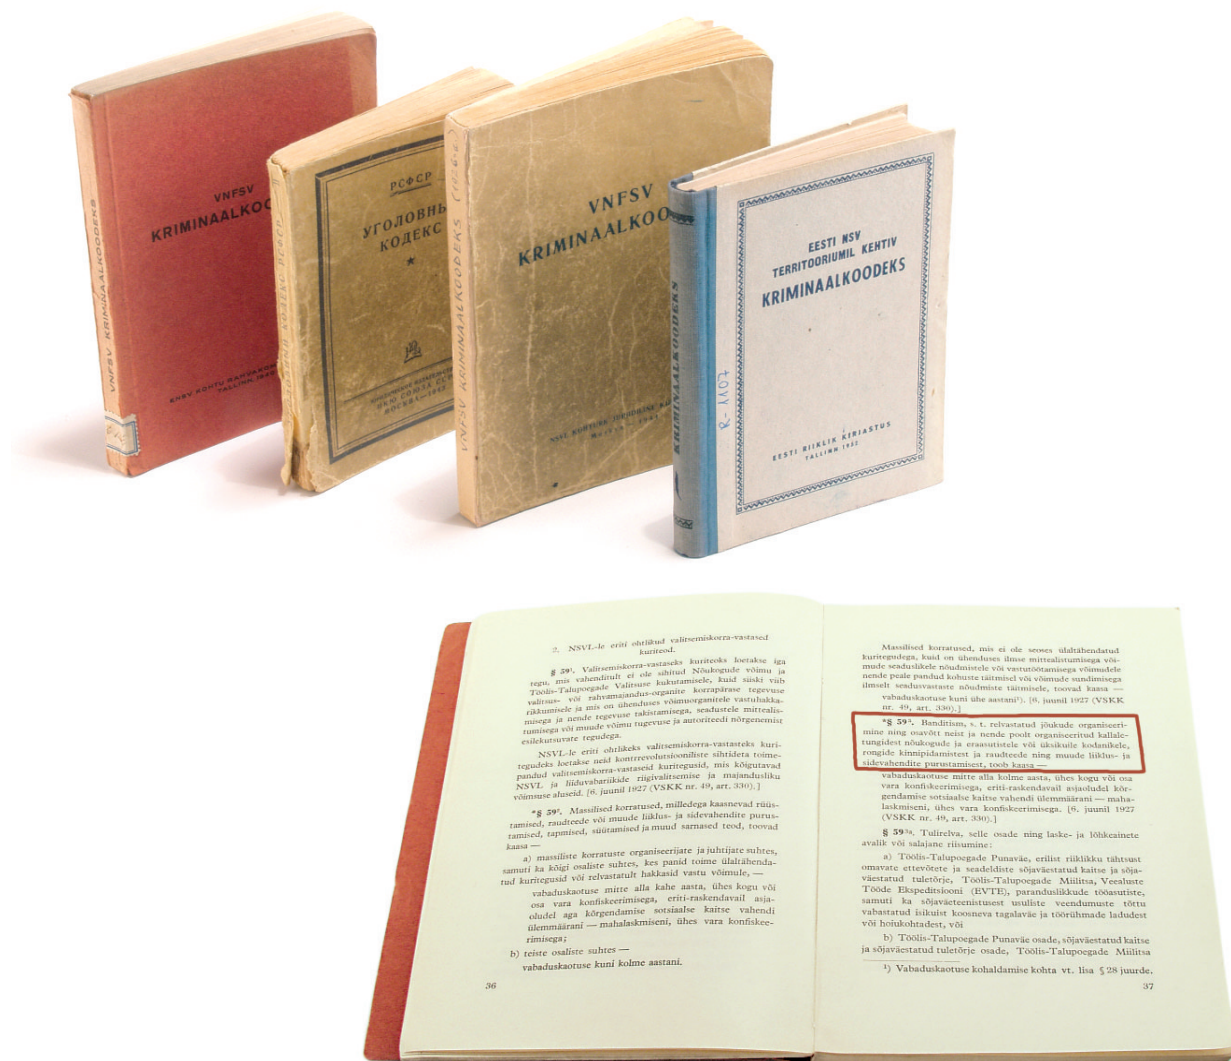 VNFSV
KRIMINAALKOO
ENSV KOHTU RAHVAKOM
TALLINN, 1940
VNFSV KRIMINAALKOODEKS
РСФСР
УГОЛОВНЫ
КОДЕКС
МОСКВА—1942
VNFSV
KRIMINAALKOO
NSVL KOHTUTE JURIIDILINE
VNFSV KRIMINAALKOODEKS (1926.a.)
EESTI NSV
TERRITOORIUMIL KEHTIV
KRIMINAALKOODEKS
EESTI RIIKLIK KIRJASTUS
TALLINN 1952
KRIMINAALKOODEKS
R-1107
2. NSVL-le eriti ohtlikud valitsemiskorra-vastased
kuriteod.
§ 59¹. Valitsemiskorra-vastaseks kuriteoks loetakse iga
tegu, mis vahenditult ei ole sihitud Nõukogude võimu ja
Töölis-Talupoegade Valitsuse kukutamisele, kuid siiski viib
valitsus- või rahvamajandus-organite korrapärase tegevuse
rikkumisele ja mis on ühenduses võimuorganitele vastuhakka-
misega ja nende tegevuse takistamisega, seadustele mittealis-
tumisega või muude võimu tugevuse ja autoriteedi nõrgenemist
esilekutsuvate tegudega.
NSVL-le eriti ohtlikeks valitsemiskorra-vastasteks kuri-
tegudeks loetakse neid kontrrevolutsiooniliste sihtideta toime-
pandud valitsemiskorra-vastaseid kuritegusid, mis kõigutavad
NSVL ja liiduvabariikide riigivalitsemise ja majandusliku
võimsuse aluseid. [6. juunil 1927 (VSKK nr. 49, art. 330).]
*§ 59². Massilised korratused, milledega kaasnevad rüüs-
tamised, raudteede või muude liiklus- ja sidevahendite purus-
tamised, tapmised, süütamised ja muud sarnased teod, toovad
kaasa —
a) massiliste korratuste organiseerijate ja juhtijate suhtes,
samuti ka kõigi osaliste suhtes, kes panid toime ülaltähenda-
tud kuritegusid või relvastatult hakkasid vastu võimule, —
vabaduskaotuse mitte alla kahe aasta, ühes kogu või
osa vara konfiskeerimisega, eriti-raskendavail asja-
oludel aga kõrgendamise sotsiaalse kaitse vahendi
ülemmäärani — mahalaskmiseni, ühes vara konfiskee-
rimisega;
b) teiste osaliste suhtes —
vabaduskaotuse kuni kolme aastani.
36
Massilised korratused, mis ei ole seoses ülaltähendatud
kuritegudega, kuid on ühenduses ilmse mittealistumisega või-
mude seaduslikele nõudmistele või vastutöötamisega võimudele
nende peale pandud kohuste täitmisel või võimude sundimisega
ilmselt seadusvastaste nõudmiste täitmisele, toovad kaasa —
vabaduskaotuse kuni ühe aastani¹). [6. juunil 1927 (VSKK
nr. 49, art. 330).]
*§ 59³. Banditism, s. t. relvastatud jõukude organiseeri-
mine ning osavõtt neist ja nende poolt organiseeritud kallale-
tungidest nõukogude ja eraasutistele või üksikuile kodanikele,
rongide kinnipidamistest ja raudteede ning muude liiklus- ja
sidevahendite purustamisest, toob kaasa —
vabaduskaotuse mitte alla kolme aasta, ühes kogu või osa
vara konfiskeerimisega, eriti-raskendavail asjaoludel kõr-
gendamise sotsiaalse kaitse vahendi ülemmäärani — maha-
laskmiseni, ühes vara konfiskeerimisega. [6. juunil 1927
(VSKK nr. 49, art. 330).]
§ 59³ᵃ. Tulirelva, selle osade ning laske- ja lõhkeainete
avalik või salajane riisumine:
a) Töölis-Talupoegade Punaväe, erilist riiklikku tähtsust
omavate ettevõtete ja seadeldiste sõjaväestatud kaitse ja sõja-
väestatud tuletõrje, Töölis-Talupoegade Miilitsa, Veealuste
Tööde Ekspeditsiooni (EVTE), paranduslikkude tööasutiste,
samuti ka sõjaväeteenistusest usuliste veendumuste tõttu
vabastatud isikuist koosneva tagalaväe ja töörühmade ladudest
või hoiukohtadest, või
b) Töölis-Talupoegade Punaväe osade, sõjaväestatud kaitse
ja sõjaväestatud tuletõrje osade, Töölis-Talupoegade Miilitsa
¹) Vabaduskaotuse kohaldamise kohta vt. lisa § 28 juurde.
37